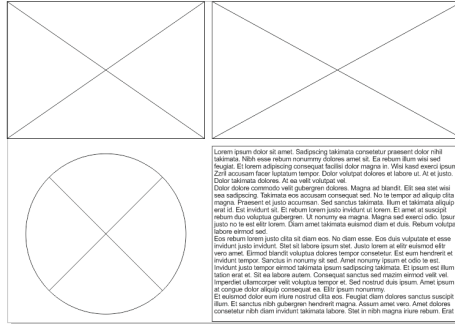 Lorem ipsum dolor sit amet. Sadipscing takimata consetetur praesent dolor nihil
takimata. Nibh esse rebum nonummy dolores amet sit. Ea rebum illum wisi sed
feugiat. Et lorem adipiscing consequat facilisi dolor magna in. Wisi kasd exerci ipsum
Zzril accusam facer luptatum tempor. Dolor volutpat dolores et labore ut. At et justo.
Dolor takimata dolores. At ea velit volutpat vel.
Dolor dolore commodo velit gubergren dolores. Magna ad blandit. Elit sea stet wisi
sea sadipscing. Takimata eos accusam consequat sed. No te tempor ad aliquip dita
magna. Praesent et justo accumsan. Sed sanctus takimata. Illum et takimata aliquip
erat id. Est invidunt sit. Et rebum lorem justo invidunt ut lorem. Et amet at suscipit
rebum duo voluptua gubergren. Ut nonumy ea magna. Magna sed exerci odio. Ipsum
justo no te est elitr lorem. Diam amet takimata euismod diam et duis. Rebum volutpa
labore eirmod sed.
Eos rebum lorem justo clita sit diam eos. No diam esse. Eos duis vulputate et esse
invidunt justo invidunt. Stet sit labore ipsum stet. Justo lorem at elitr euismod elitr
vero amet. Eirmod blandit voluptua dolores tempor consetetur. Est eum hendrerit et
invidunt tempor. Sanctus in nonumy sit sed. Amet nonumy ipsum et odio te est.
Invidunt justo tempor eirmod takimata ipsum sadipscing takimata. Et ipsum est illum
tation erat et. Sit ea labore autem. Consequat sanctus sed mazim eirmod velit vel.
Imperdiet ullamcorper velit voluptua tempor et. Sed nostrud duis ipsum. Amet ipsum
at congue dolor aliquip consequat ea. Elitr ipsum nonummy.
Et euismod dolor eum iriure nostrud clita eos. Feugiat diam dolores sanctus suscipit
illum. Et sanctus nibh gubergren hendrerit magna. Assum amet vero. Amet dolores
consetetur nibh diam invidunt takimata labore. Stet in nibh magna iriure rebum. Erat